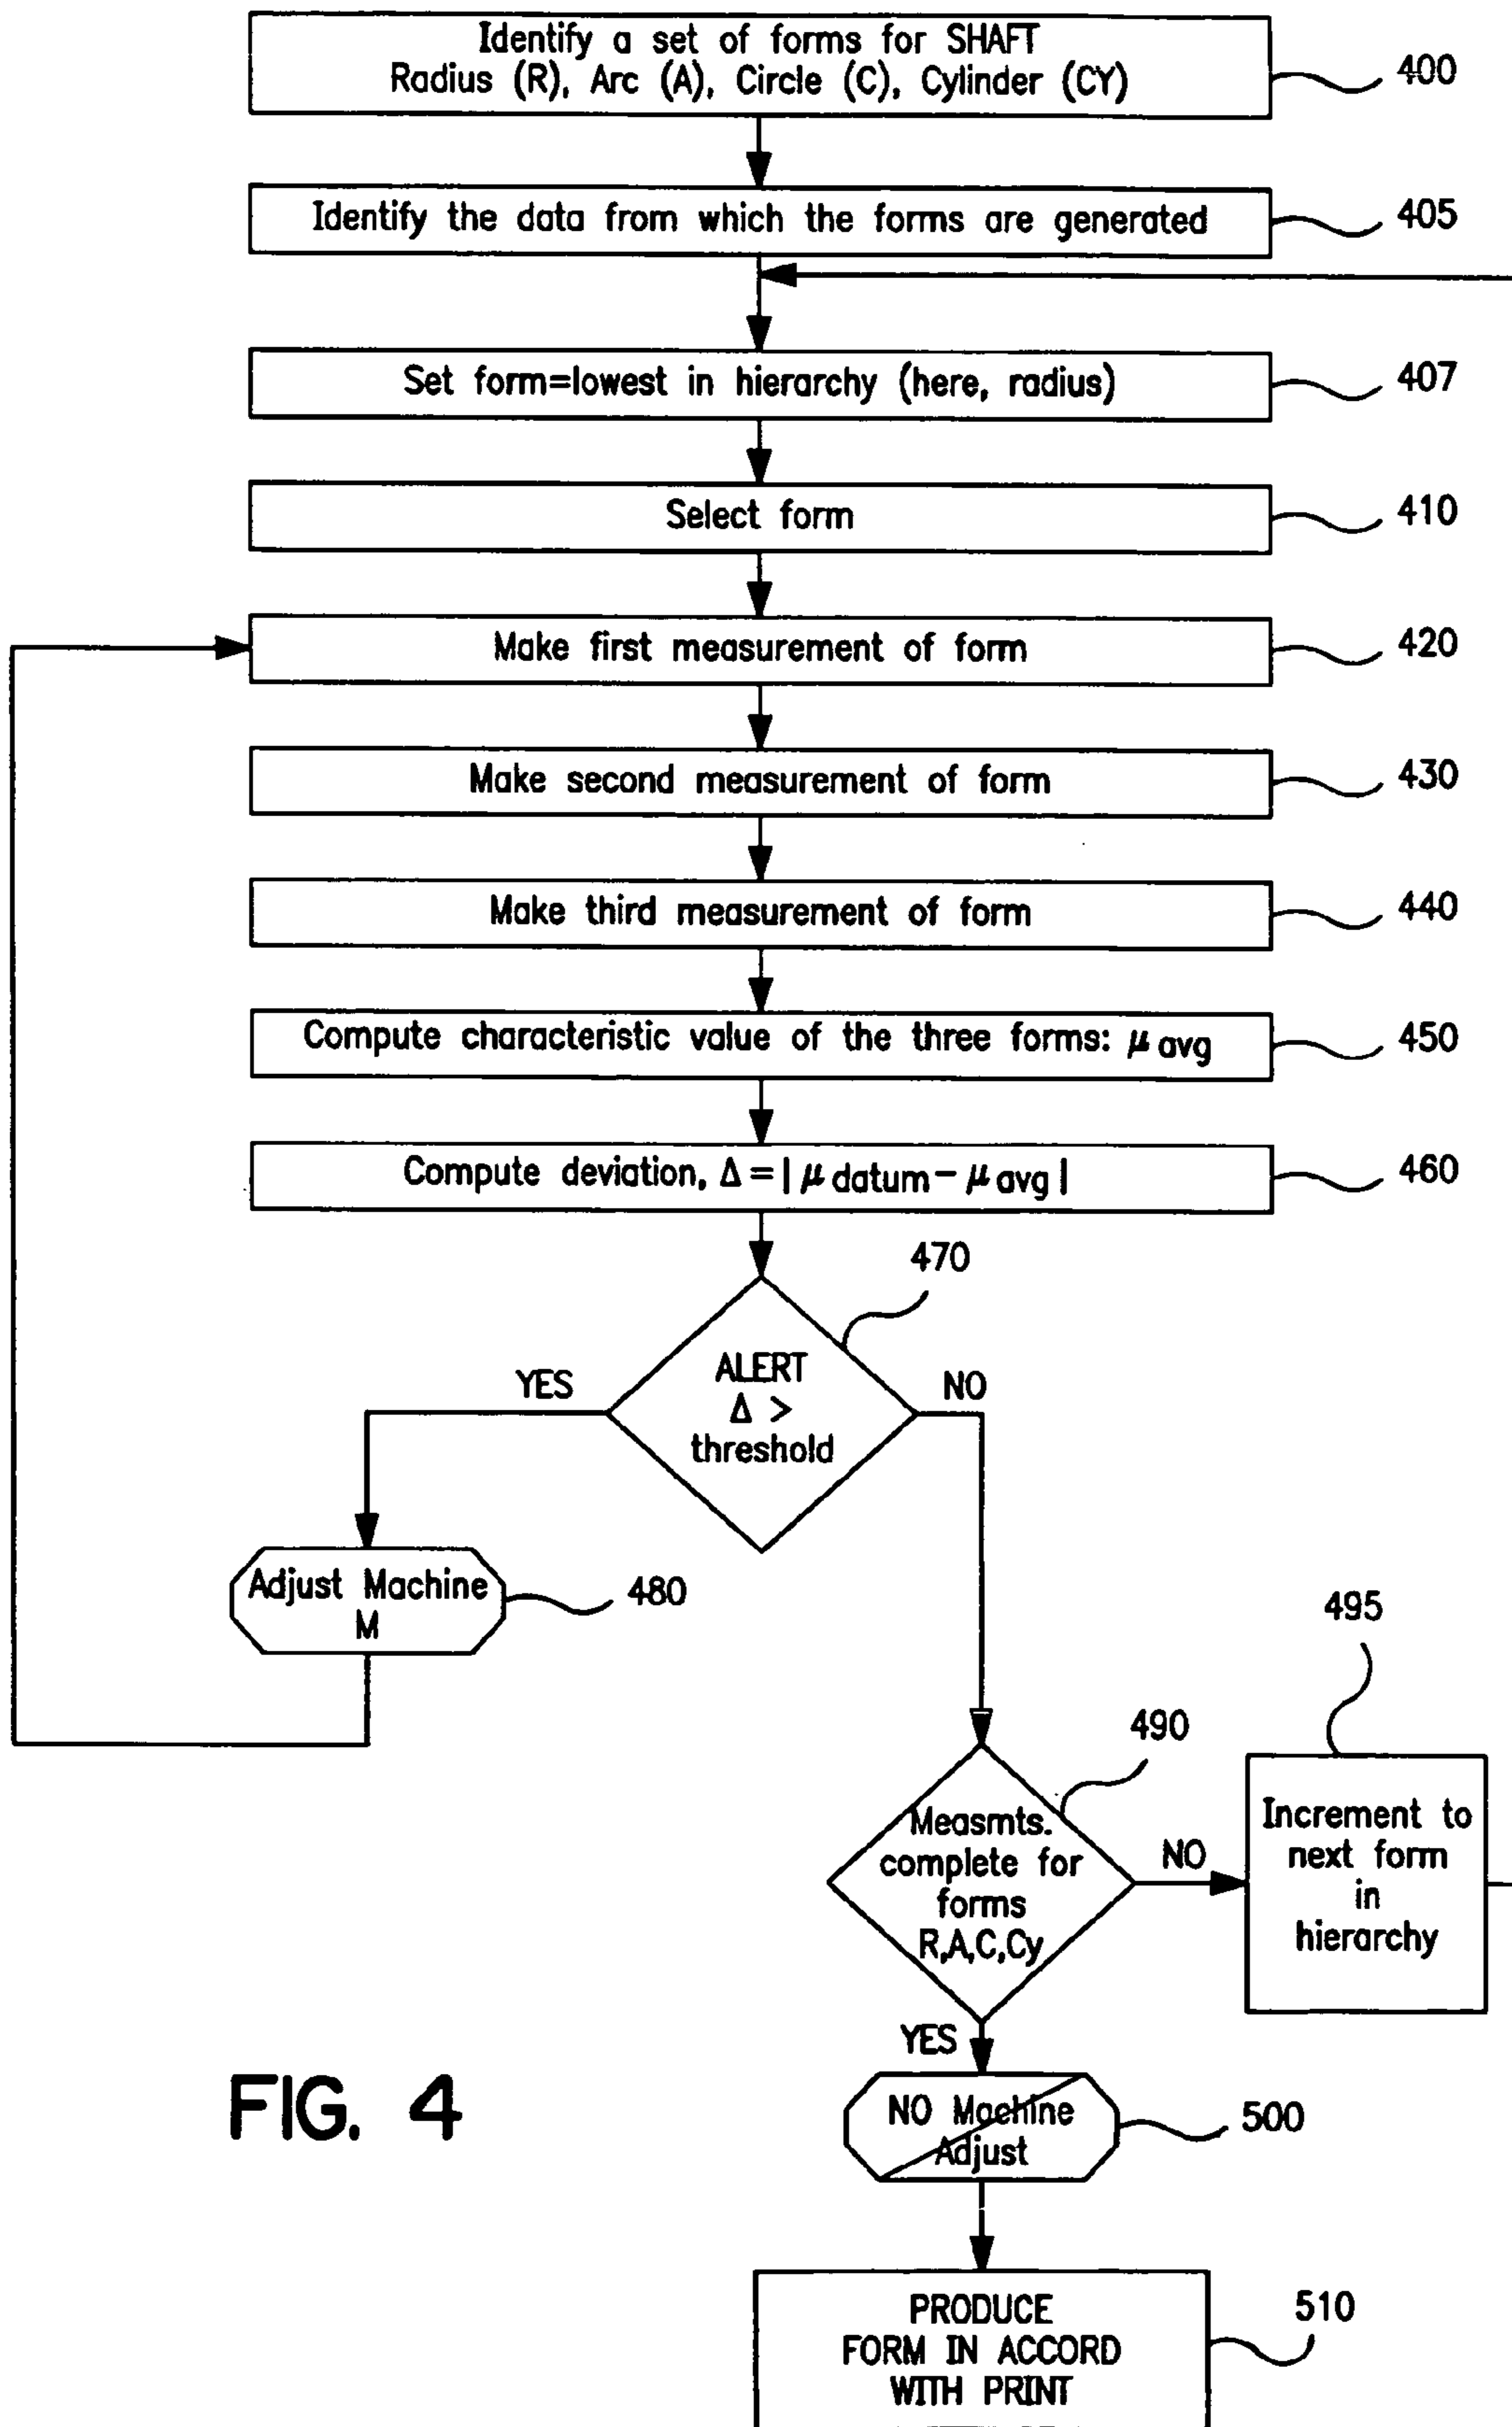 Identify a set of forms for SHAFT
Radius (R), Arc (A), Circle (C), Cylinder (CY)
400
Identify the data from which the forms are generated
405
Set form=lowest in hierarchy (here, radius)
407
Select form
410
Make first measurement of form
420
Make second measurement of form
430
Make third measurement of form
440
Compute characteristic value of the three forms: μ avg
450
Compute deviation, Δ=| μ datum- μ avg |
460
470
ALERT
Δ >
threshold
YES
NO
Adjust Machine
M
480
495
490
Measmts.
complete for
forms
R,A,C,Cy
NO
Increment to
next form
in
hierarchy
YES
FIG. 4
NO Machine
Adjust
500
PRODUCE
FORM IN ACCORD
WITH PRINT
510